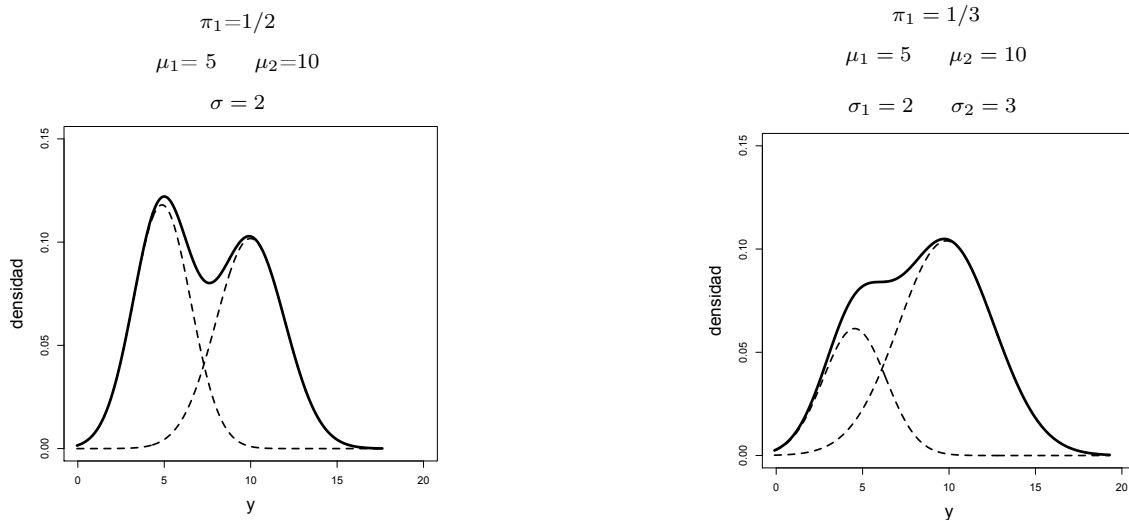 π₁=1/2
μ₁= 5 μ₂=10
σ = 2
0.15
0.10
0.05
0.00
densidad
0 5 10 15 20
y
π₁ = 1/3
μ₁ = 5 μ₂ = 10
σ₁ = 2 σ₂ = 3
0.15
0.10
0.05
0.00
densidad
0 5 10 15 20
y